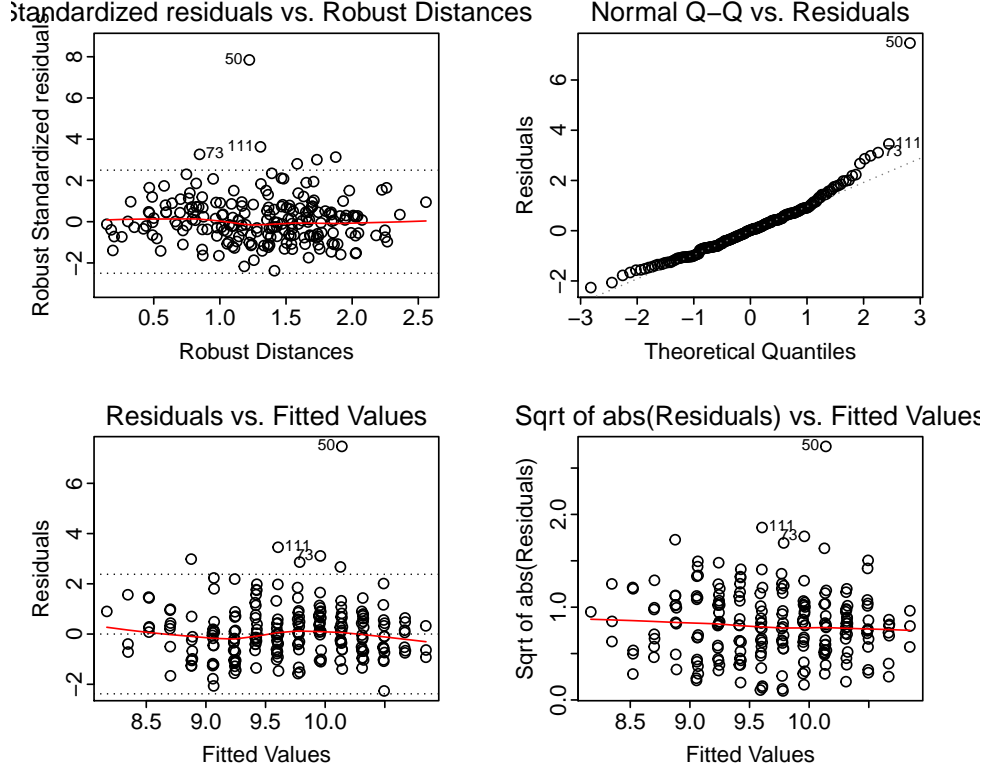 Standardized residuals vs. Robust Distances
Robust Standardized residuals
8
6
4
2
0
−2
50
73
111
0.5 1.0 1.5 2.0 2.5
Robust Distances
Normal Q−Q vs. Residuals
Residuals
6
4
2
0
−2
50
111
73
−3 −2 −1 0 1 2 3
Theoretical Quantiles
Residuals vs. Fitted Values
Residuals
6
4
2
0
−2
50
111
73
8.5 9.0 9.5 10.0
Fitted Values
Sqrt of abs(Residuals) vs. Fitted Values
Sqrt of abs(Residuals)
2.0
1.0
0.0
50
111
73
8.5 9.0 9.5 10.0
Fitted Values